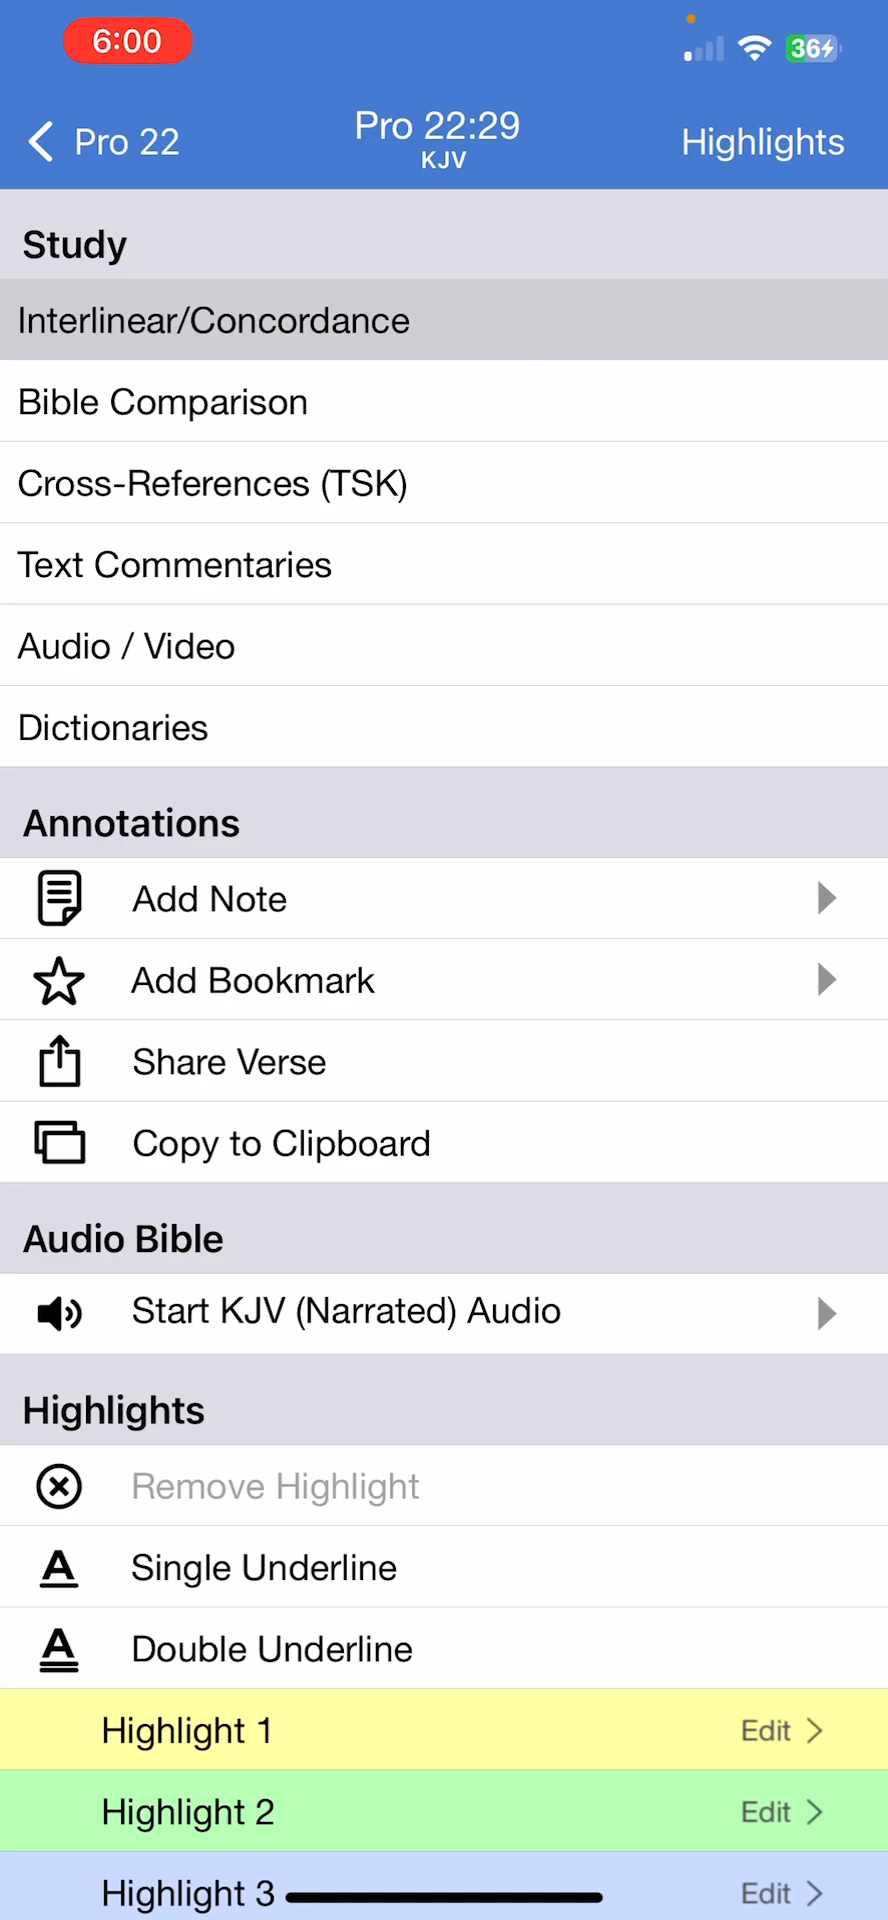 6:00
36
Pro 22
Pro 22:29
KJV
Highlights
Study
Interlinear/Concordance
Bible Comparison
Cross-References (TSK)
Text Commentaries
Audio / Video
Dictionaries
Annotations
Add Note
Add Bookmark
Share Verse
Copy to Clipboard
Audio Bible
Start KJV (Narrated) Audio
Highlights
Remove Highlight
A Single Underline
A Double Underline
Highlight 1 Edit
Highlight 2 Edit
Highlight 3 Edit